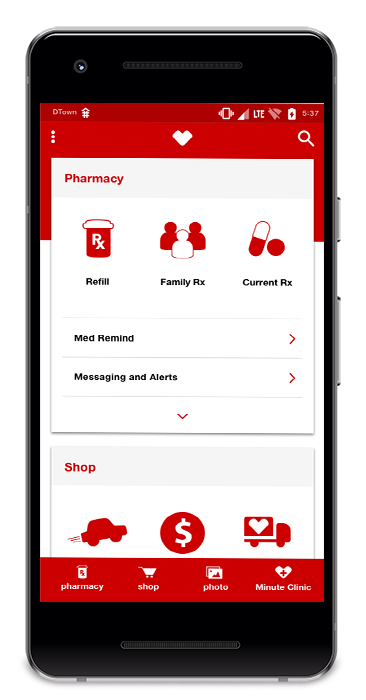 DTown LTE 5:37
Pharmacy
Rx
Refill Family Rx Current Rx
Med Remind
Messaging and Alerts
Shop
$
Rx
pharmacy shop photo Minute Clinic